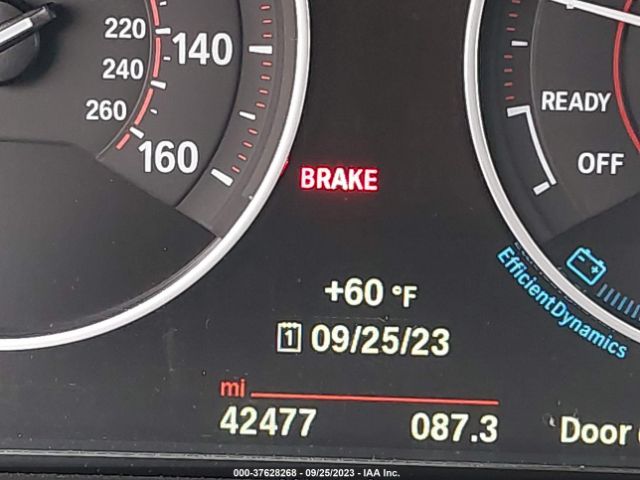 220
140
240
260
160
BRAKE
READY
OFF
EfficientDynamics
+60 °F
1 09/25/23
mi
42477 087.3 Door
000-37628268 - 09/25/2023 - IAA Inc.